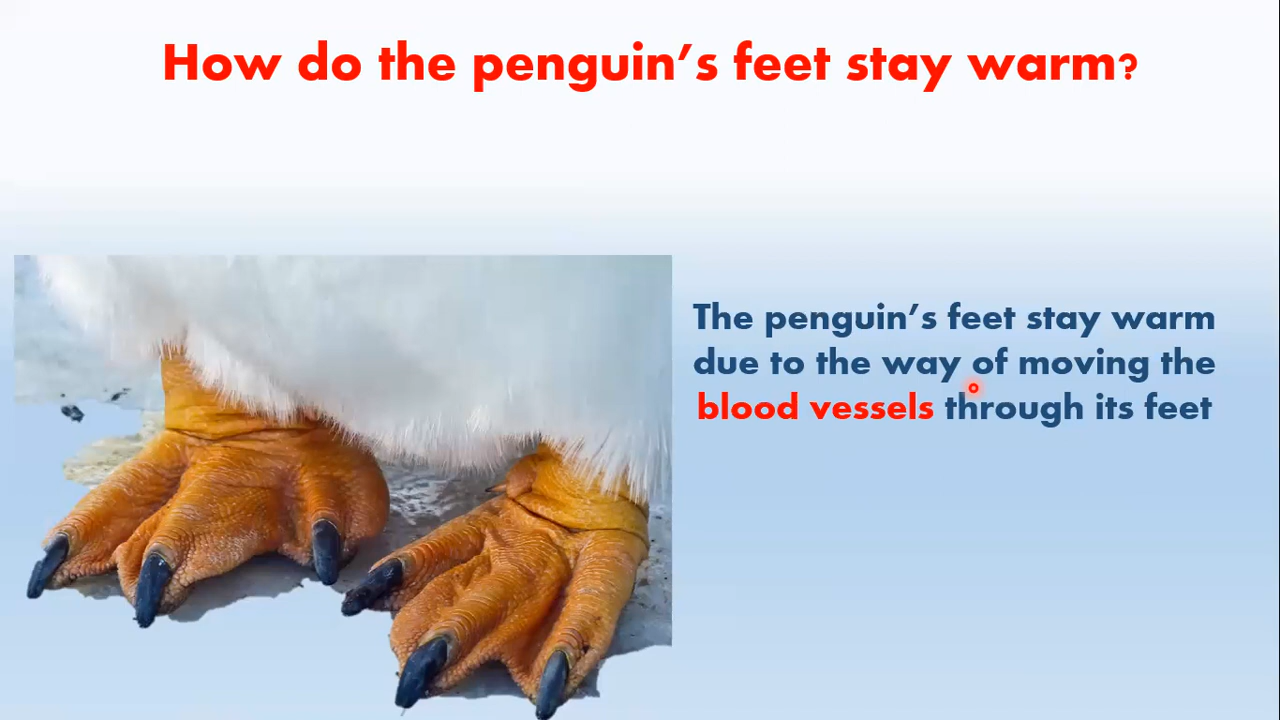 How do the penguin’s feet stay warm?
The penguin’s feet stay warm
due to the way of moving the
blood vessels through its feet